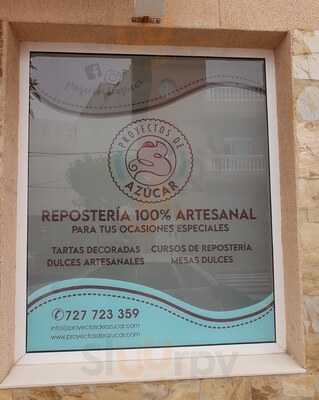 PROYECTOS DE
AZÚCAR
REPOSTERÍA 100% ARTESANAL
PARA TUS OCASIONES ESPECIALES
TARTAS DECORADAS CURSOS DE REPOSTERIA
DULCES ARTESANALES MESAS DULCES
727 723 359
info@proyectosdeazucar.com
www.proyectosdeazucar.com